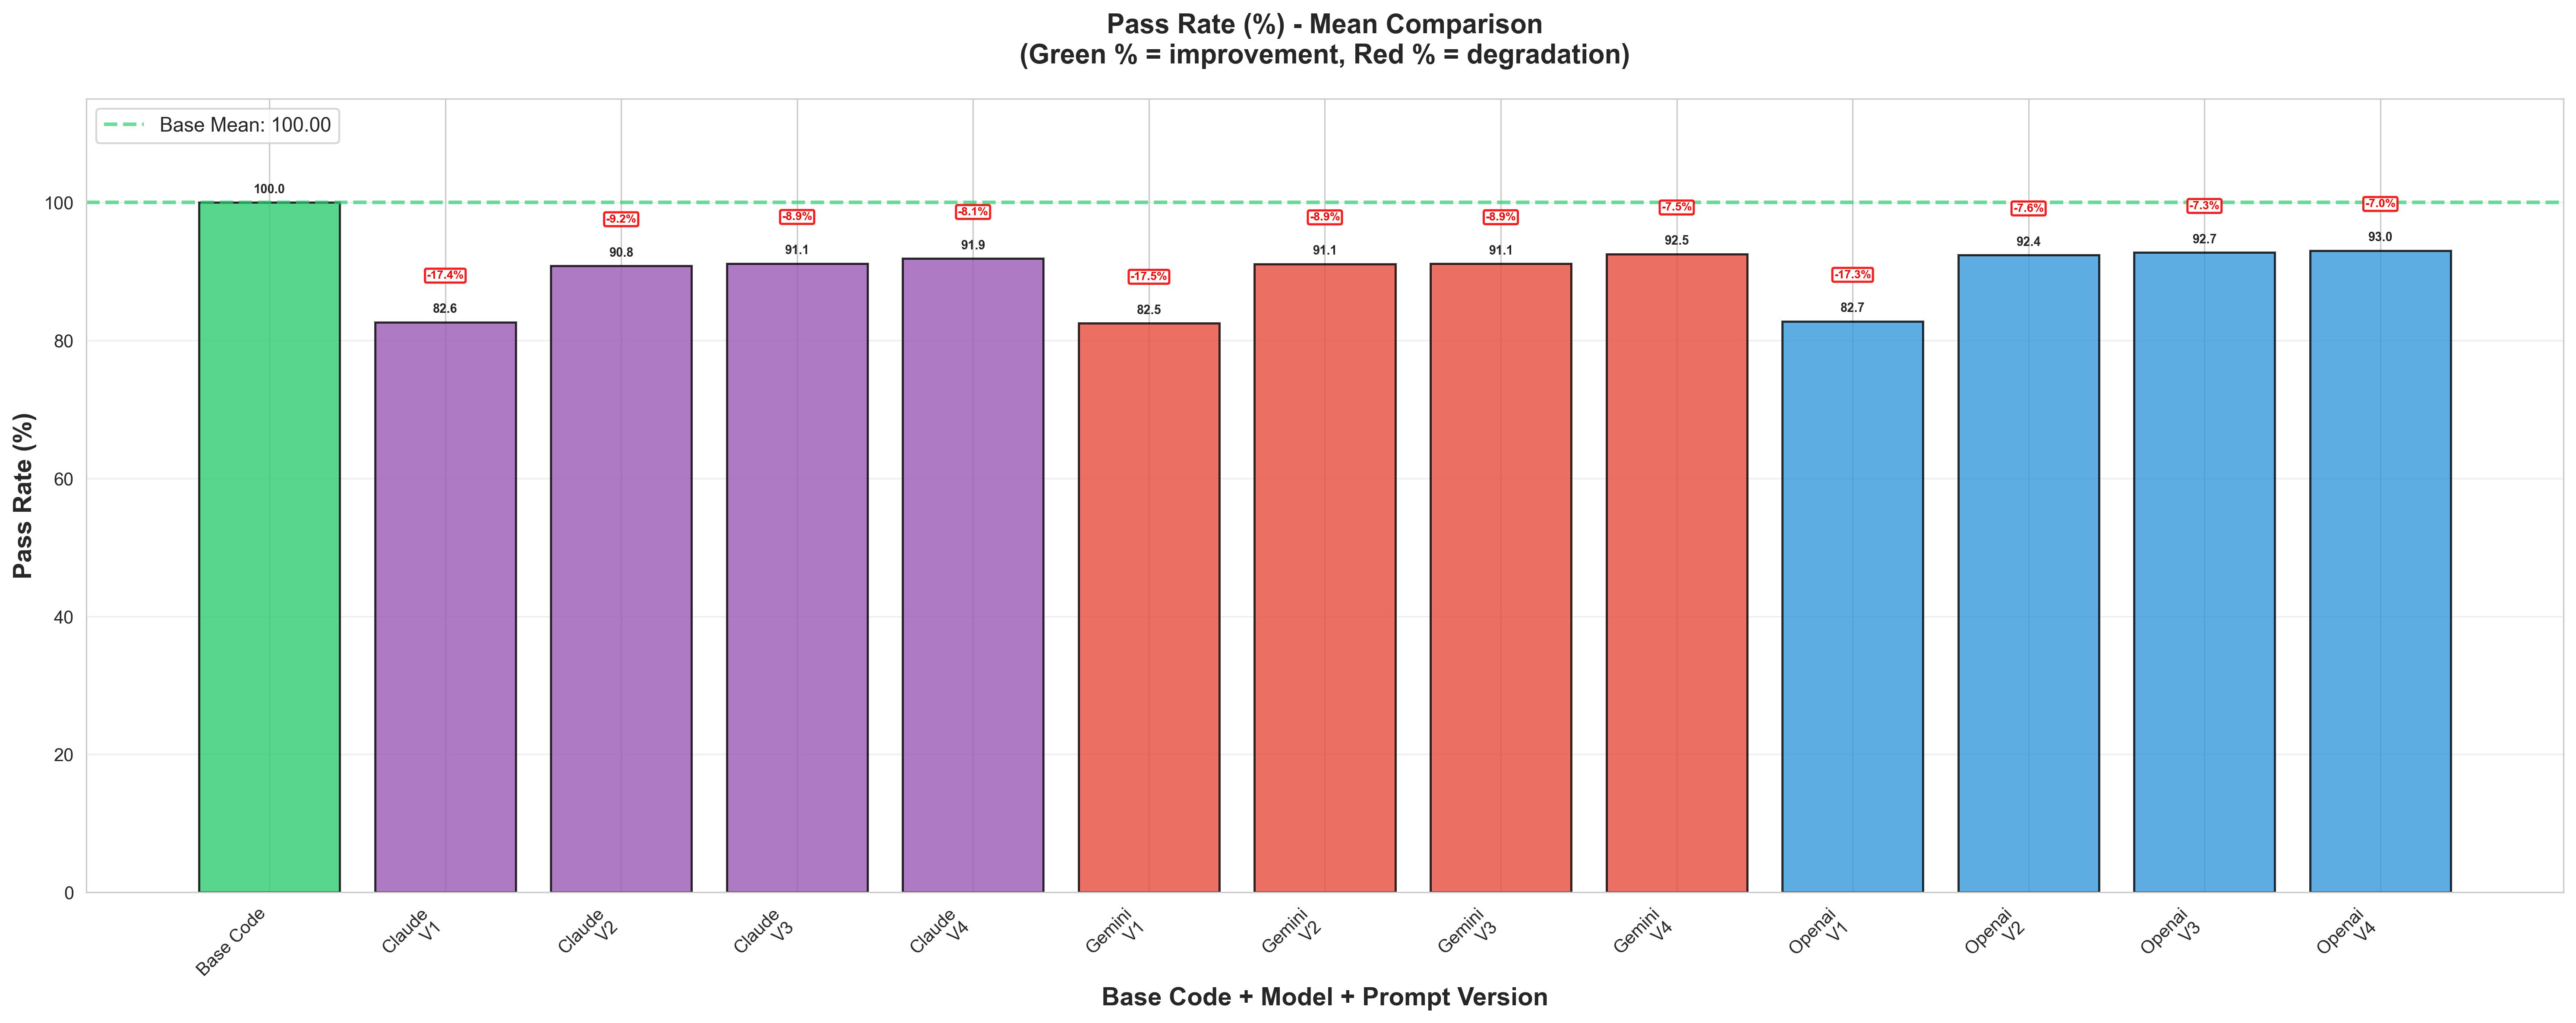 Pass Rate (%) - Mean Comparison
(Green % = improvement, Red % = degradation)
Base Mean: 100.00
Pass Rate (%)
100
80
60
40
20
0
100.0
-17.4%
82.6
-9.2%
90.8
-8.9%
91.1
-8.1%
91.9
-17.5%
82.5
-8.9%
91.1
-8.9%
91.1
-7.5%
92.5
-17.3%
82.7
-7.6%
92.4
-7.3%
92.7
-7.0%
93.0
Base Code
Claude
V1
Claude
V2
Claude
V3
Claude
V4
Gemini
V1
Gemini
V2
Gemini
V3
Gemini
V4
Openai
V1
Openai
V2
Openai
V3
Openai
V4
Base Code + Model + Prompt Version